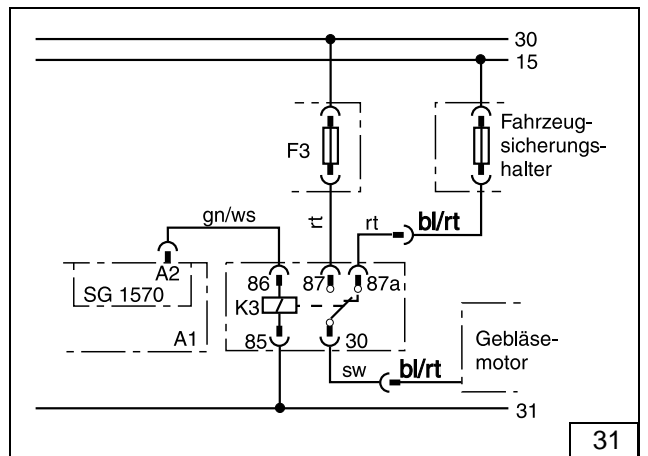 30
15
F3
Fahrzeug-
sicherungs-
halter
gn/ws
rt
rt
bl/rt
A2
SG 1570
A1
86
87
87a
K3
85
30
Gebläse-
motor
sw
bl/rt
31
31